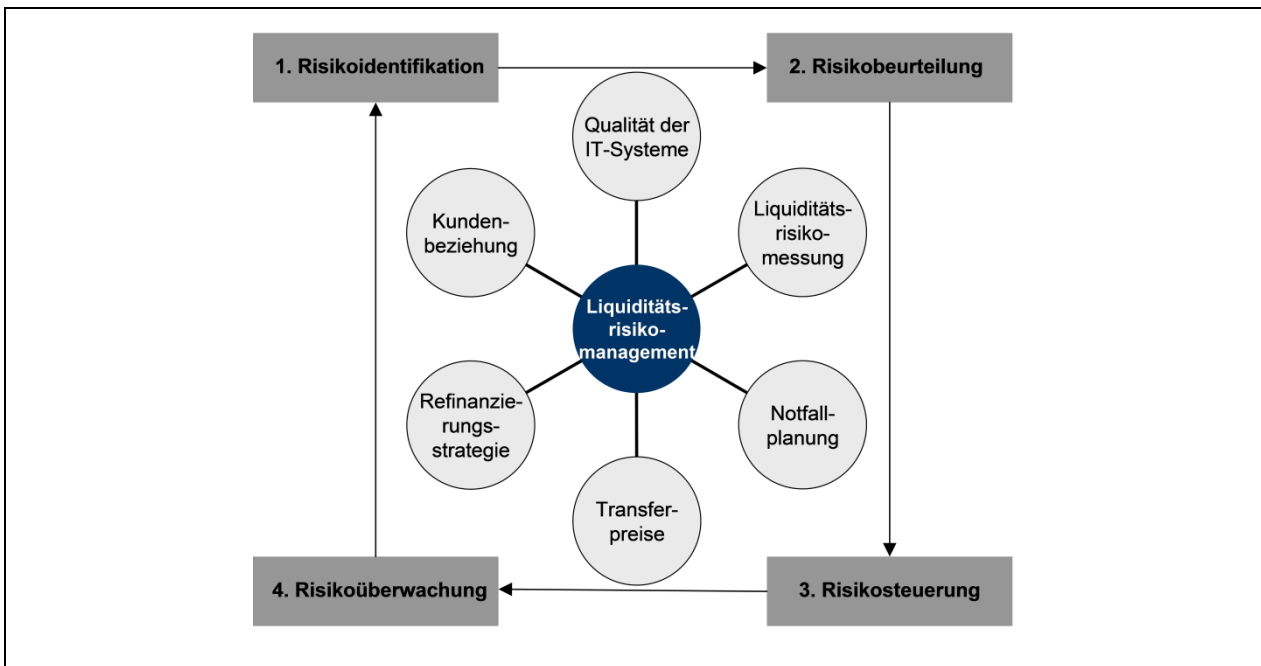 1. Risikoidentifikation
2. Risikobeurteilung
Qualität der
IT-Systeme
Kunden-
beziehung
Liquiditäts-
risiko-
messung
Liquiditäts-
risiko-
management
Refinanzie-
rungs-
strategie
Notfall-
planung
Transfer-
preise
4. Risikoüberwachung
3. Risikosteuerung